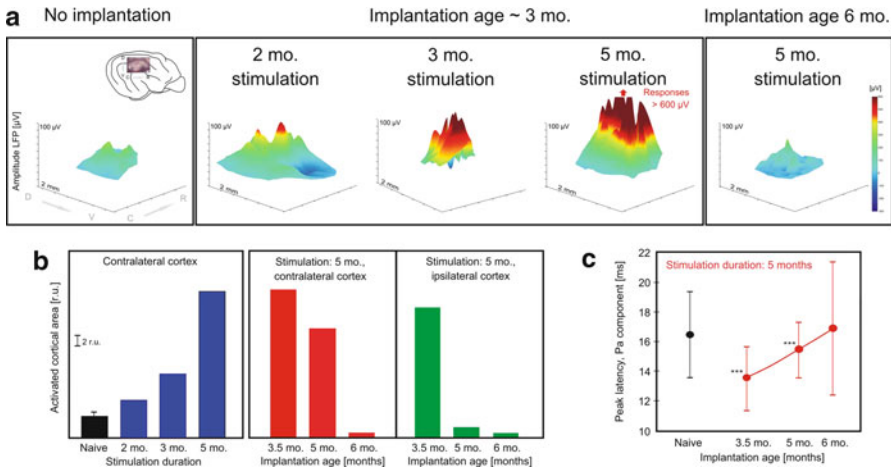 a
No implantation
Implantation age ~ 3 mo.
Implantation age 6 mo.
2 mo.
stimulation
3 mo.
stimulation
5 mo.
stimulation
5 mo.
stimulation
Responses
> 600 µV
[µV]
Amplitude LFP [µV]
100 µV
2 mm
D
V
C
R
100 µV
2 mm
100 µV
2 mm
100 µV
2 mm
100 µV
2 mm
b
Activated cortical area [r.u.]
Contralateral cortex
2 r.u.
Naive
2 mo.
3 mo.
5 mo.
Stimulation duration
Stimulation: 5 mo.,
contralateral cortex
3.5 mo.
5 mo.
6 mo.
Implantation age [months]
Stimulation: 5 mo.,
ipsilateral cortex
3.5 mo.
5 mo.
6 mo.
Implantation age [months]
c
Peak latency, Pa component [ms]
22
20
18
16
14
12
10
Stimulation duration: 5 months
***
***
Naive
3.5 mo.
5 mo.
6 mo.
Implantation age [months]